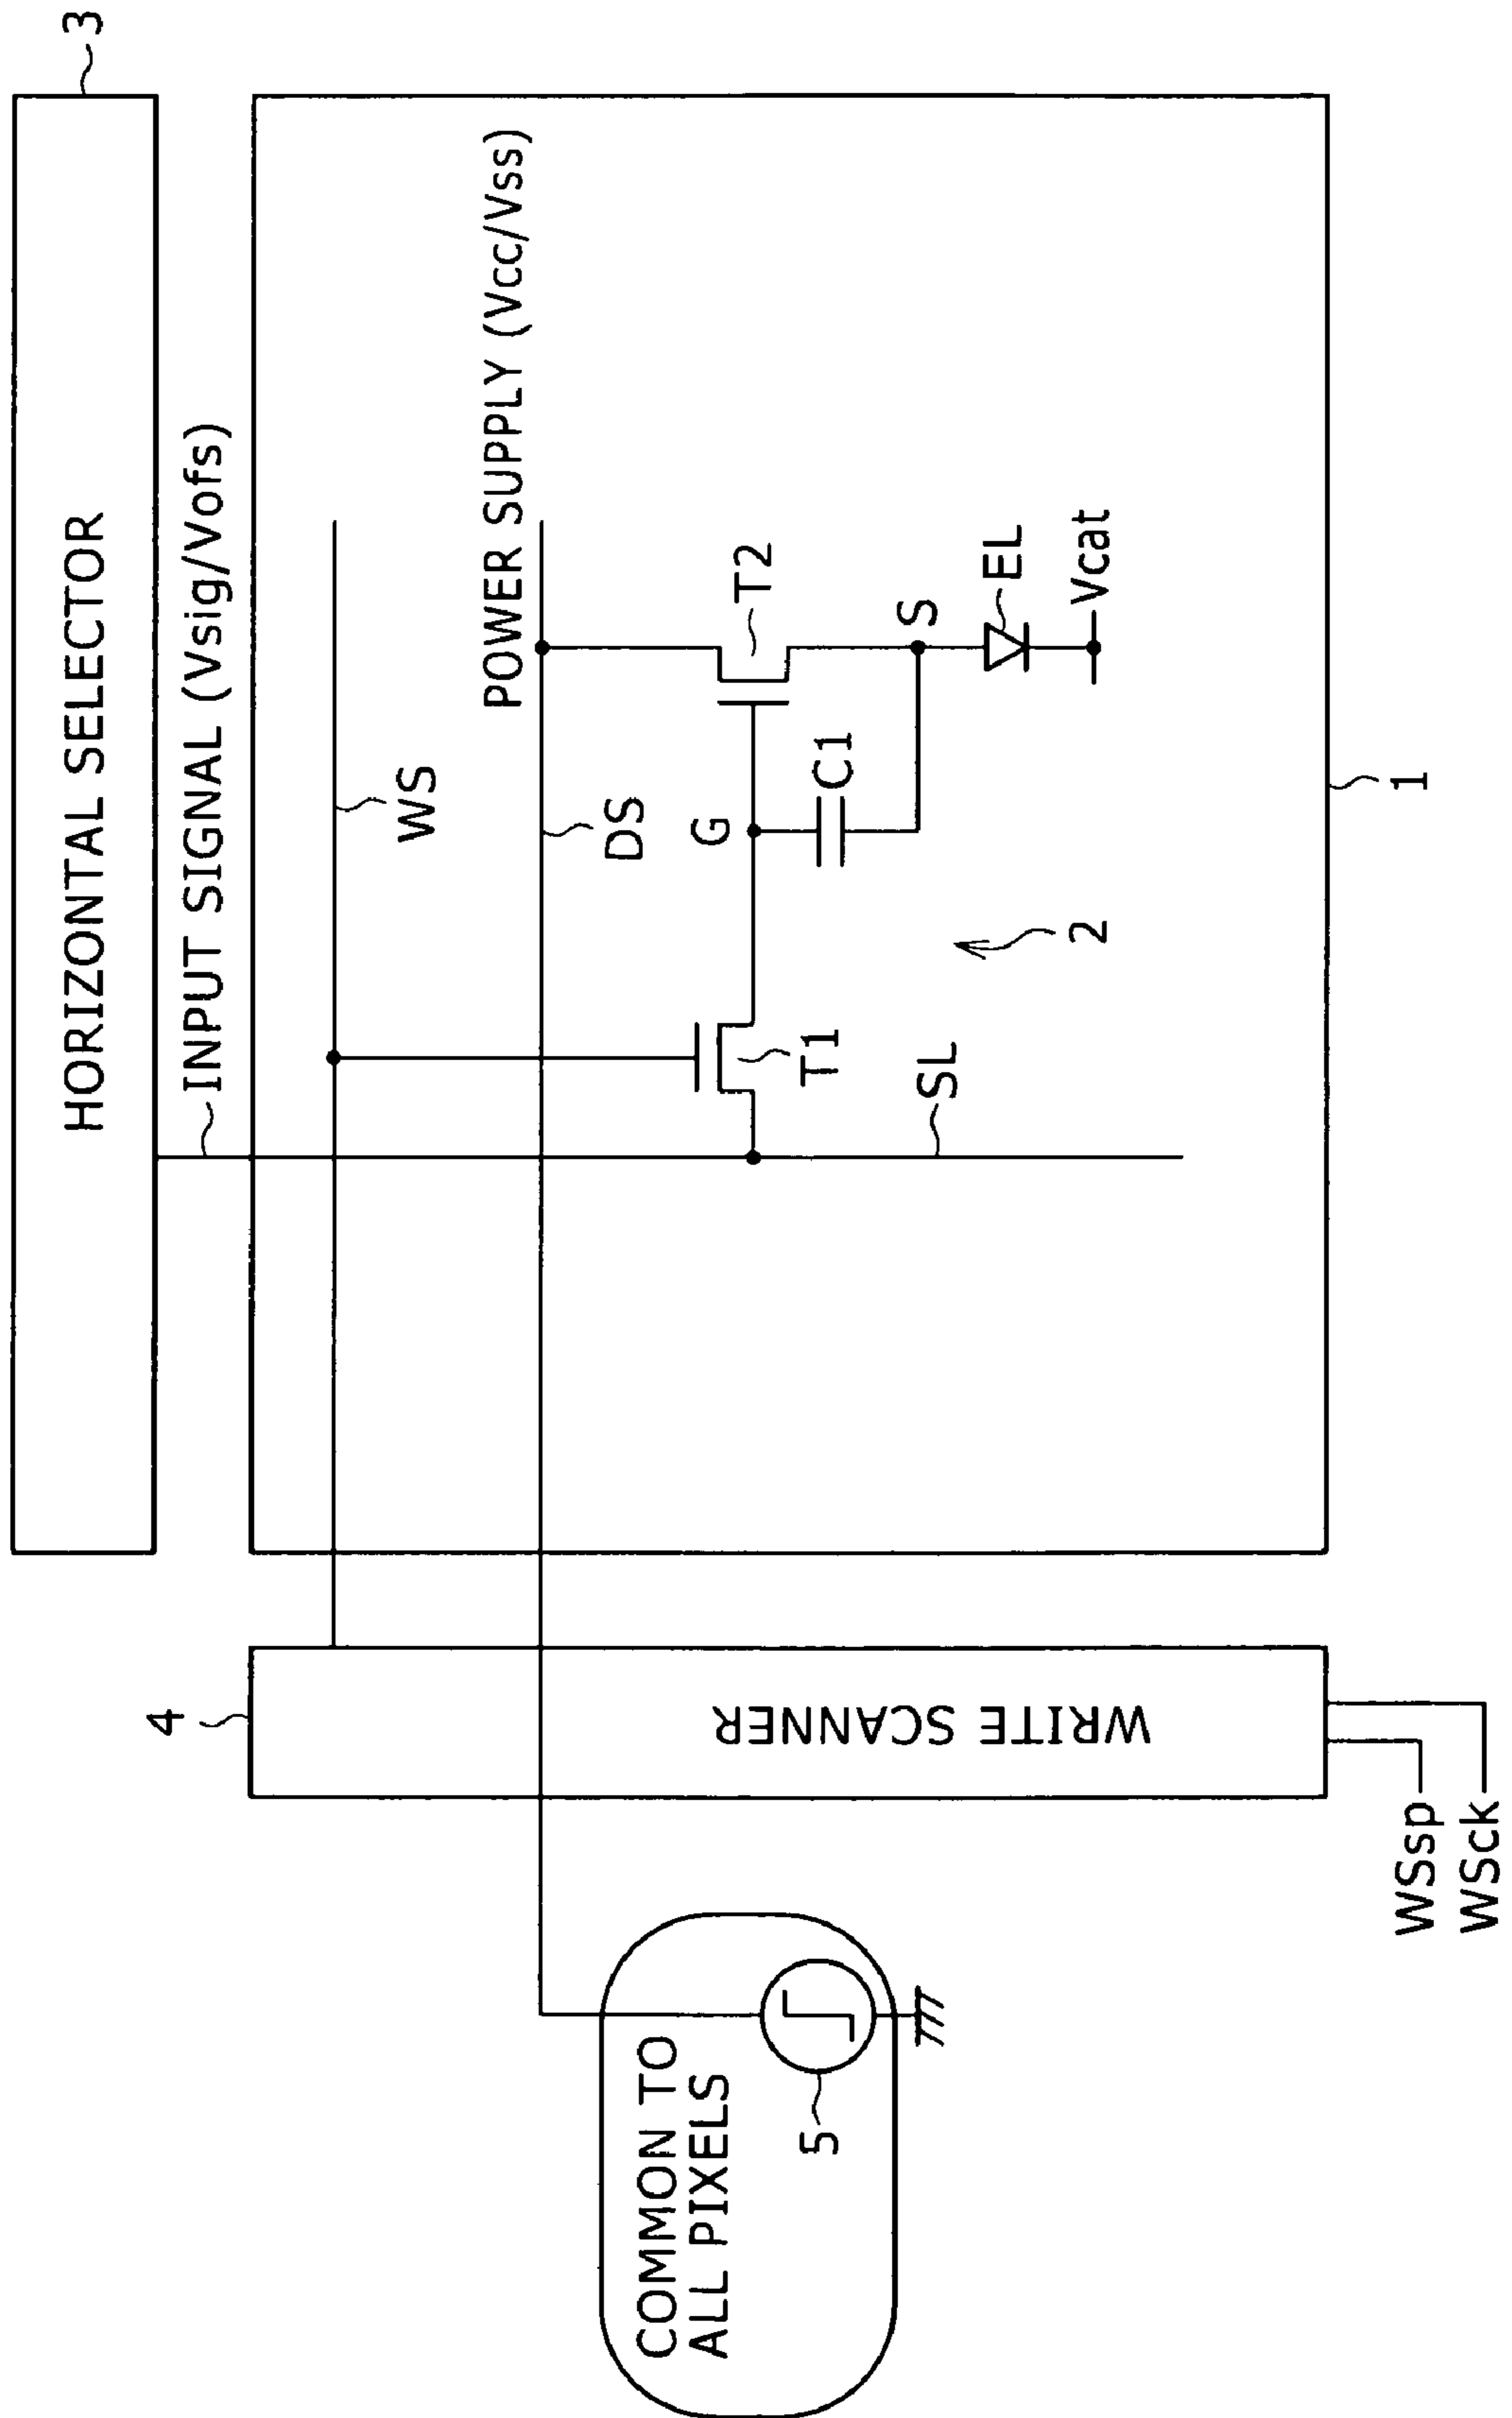 3
HORIZONTAL SELECTOR
INPUT SIGNAL (Vsig/Vofs)
4
WS
POWER SUPPLY (Vcc/Vss)
DS
G
T2
T1
C1
S
EL
SL
Vcat
2
WRITE SCANNER
COMMON TO
ALL PIXELS
5
1
WSsp
WSck